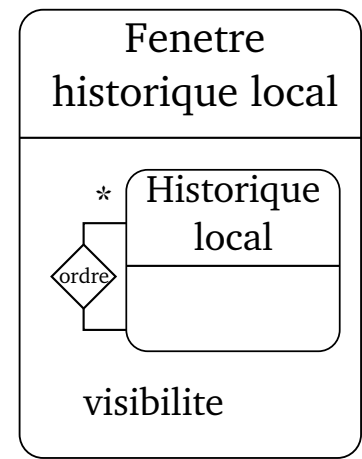 Fenetre
historique local
*
Historique
local
ordre
visibilite